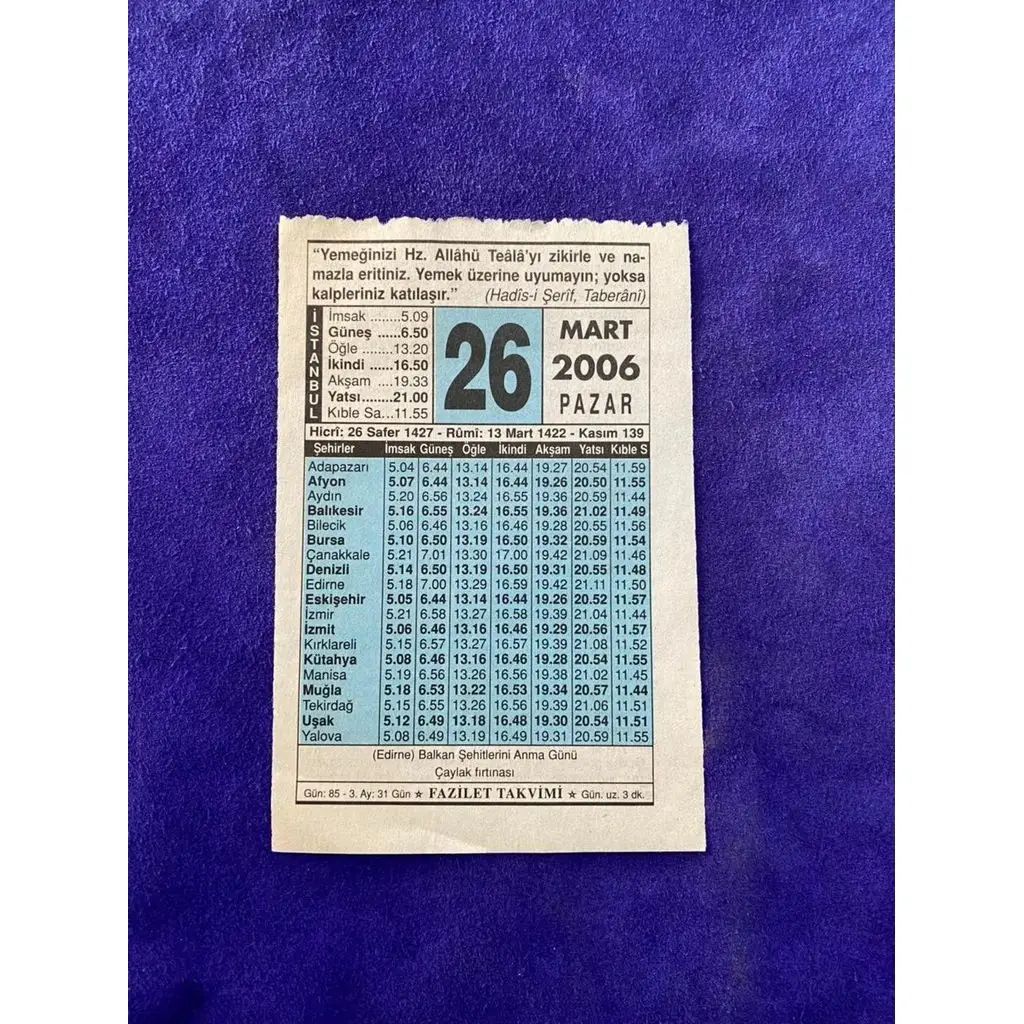 “Yemeğinizi Hz. Allâhü Teâlâ'yı zikirle ve na-
mazla eritiniz. Yemek üzerine uyumayın; yoksa
kalpleriniz katılaşır.” (Hadîs-i Şerîf, Taberânî)
İSTANBUL
İmsak ........5.09
Güneş ......6.50
Öğle ........13.20
İkindi ......16.50
Akşam ....19.33
Yatsı........21.00
Kıble Sa...11.55
26
MART
2006
PAZAR
Hicrî: 26 Safer 1427 - Rûmî: 13 Mart 1422 - Kasım 139
Şehirler İmsak Güneş Öğle İkindi Akşam Yatsı Kıble S
Adapazarı 5.04 6.44 13.14 16.44 19.27 20.54 11.59
Afyon 5.07 6.44 13.14 16.44 19.26 20.50 11.55
Aydın 5.20 6.56 13.24 16.55 19.36 20.59 11.44
Balıkesir 5.16 6.55 13.24 16.55 19.36 21.02 11.49
Bilecik 5.06 6.46 13.16 16.46 19.28 20.55 11.56
Bursa 5.10 6.50 13.19 16.50 19.32 20.59 11.54
Çanakkale 5.21 7.01 13.30 17.00 19.42 21.09 11.46
Denizli 5.14 6.50 13.19 16.50 19.31 20.55 11.48
Edirne 5.18 7.00 13.29 16.59 19.42 21.11 11.50
Eskişehir 5.05 6.44 13.14 16.44 19.26 20.52 11.57
İzmir 5.21 6.58 13.27 16.58 19.39 21.04 11.44
İzmit 5.06 6.46 13.16 16.46 19.29 20.56 11.57
Kırklareli 5.15 6.57 13.27 16.57 19.39 21.08 11.52
Kütahya 5.08 6.46 13.16 16.46 19.28 20.54 11.55
Manisa 5.19 6.56 13.26 16.56 19.38 21.02 11.45
Muğla 5.18 6.53 13.22 16.53 19.34 20.57 11.44
Tekirdağ 5.15 6.55 13.26 16.56 19.39 21.06 11.51
Uşak 5.12 6.49 13.18 16.48 19.30 20.54 11.51
Yalova 5.08 6.49 13.19 16.49 19.31 20.59 11.55
(Edirne) Balkan Şehitlerini Anma Günü
Çaylak fırtınası
Gün: 85 - 3. Ay: 31 Gün ★ FAZİLET TAKVİMİ ★ Gün. uz. 3 dk.